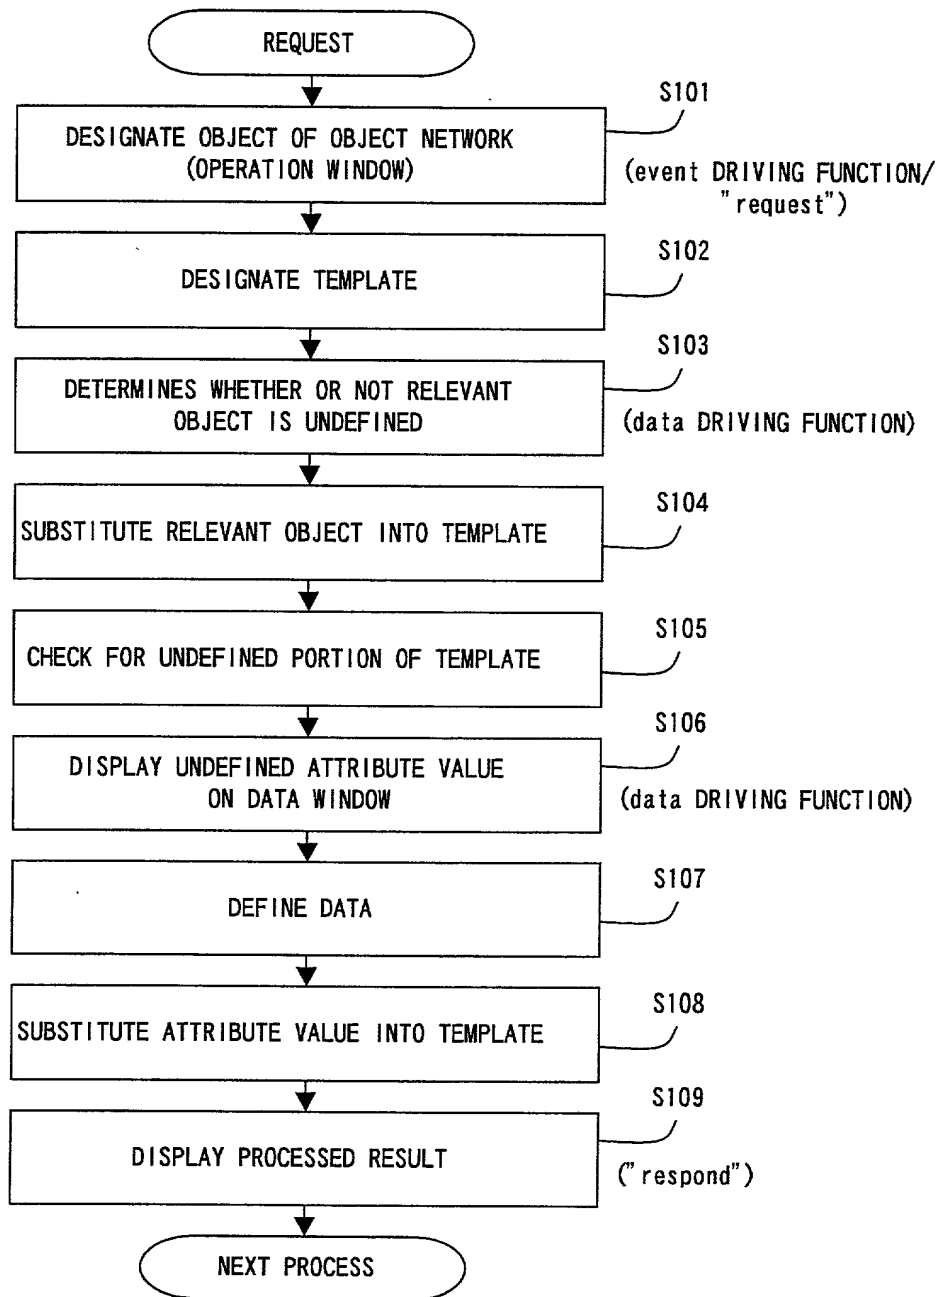 REQUEST
S101
DESIGNATE OBJECT OF OBJECT NETWORK
(OPERATION WINDOW)
(event DRIVING FUNCTION/
"request")
S102
DESIGNATE TEMPLATE
S103
DETERMINES WHETHER OR NOT RELEVANT
OBJECT IS UNDEFINED
(data DRIVING FUNCTION)
S104
SUBSTITUTE RELEVANT OBJECT INTO TEMPLATE
S105
CHECK FOR UNDEFINED PORTION OF TEMPLATE
S106
DISPLAY UNDEFINED ATTRIBUTE VALUE
ON DATA WINDOW
(data DRIVING FUNCTION)
S107
DEFINE DATA
S108
SUBSTITUTE ATTRIBUTE VALUE INTO TEMPLATE
S109
DISPLAY PROCESSED RESULT
("respond")
NEXT PROCESS